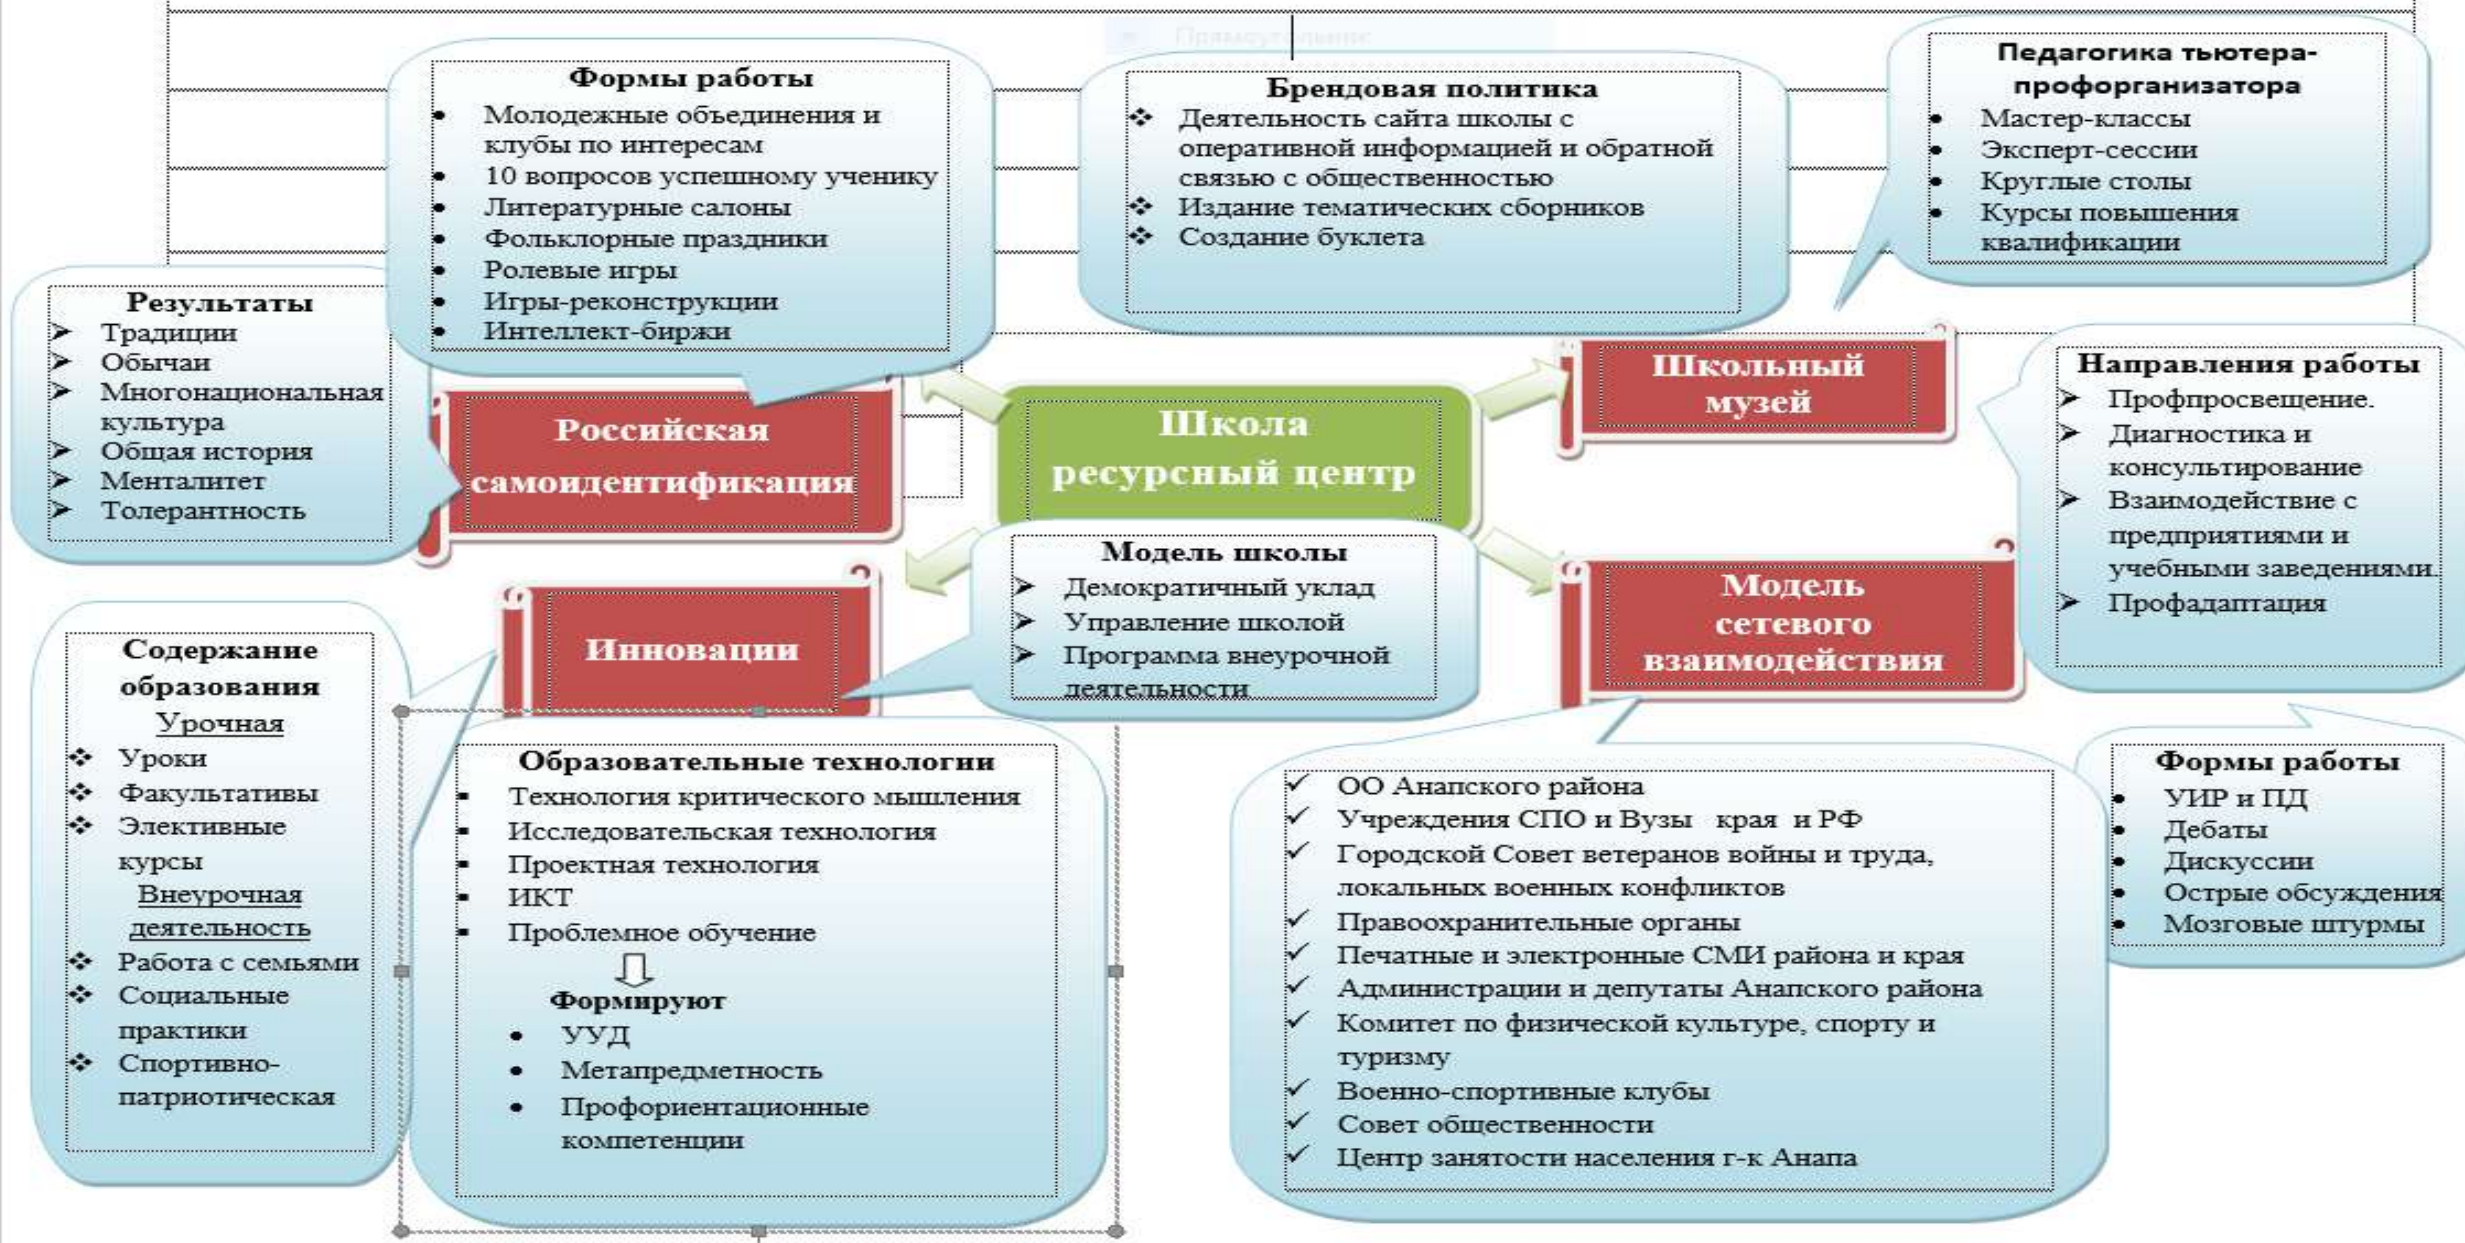 Прямоугольник
Формы работы
Молодежные объединения и
клубы по интересам
10 вопросов успешному ученику
Литературные салоны
Фольклорные праздники
Ролевые игры
Игры-реконструкции
Интеллект-биржи
Брендовая политика
Деятельность сайта школы с
оперативной информацией и обратной
связью с общественностью
Издание тематических сборников
Создание буклета
Педагогика тьютера-
профорганизатора
Мастер-классы
Эксперт-сессии
Круглые столы
Курсы повышения
квалификации
Результаты
Традиции
Обычаи
Многонациональная
культура
Общая история
Менталитет
Толерантность
Российская
самоидентификация
Школа
ресурсный центр
Школьный
музей
Направления работы
Профпросвещение.
Диагностика и
консультирование
Взаимодействие с
предприятиями и
учебными заведениями.
Профадаптация
Инновации
Модель школы
Демократичный уклад
Управление школой
Программа внеурочной
деятельности
Модель
сетевого
взаимодействия
Содержание
образования
Урочная
Уроки
Факультативы
Элективные
курсы
Внеурочная
деятельность
Работа с семьями
Социальные
практики
Спортивно-
патриотическая
Образовательные технологии
Технология критического мышления
Исследовательская технология
Проектная технология
ИКТ
Проблемное обучение
Формируют
УУД
Метапредметность
Профориентационные
компетенции
ОО Анапского района
Учреждения СПО и Вузы края и РФ
Городской Совет ветеранов войны и труда,
локальных военных конфликтов
Правоохранительные органы
Печатные и электронные СМИ района и края
Администрации и депутаты Анапского района
Комитет по физической культуре, спорту и
туризму
Военно-спортивные клубы
Совет общественности
Центр занятости населения г-к Анапа
Формы работы
УИР и ПД
Дебаты
Дискуссии
Острые обсуждения
Мозговые штурмы